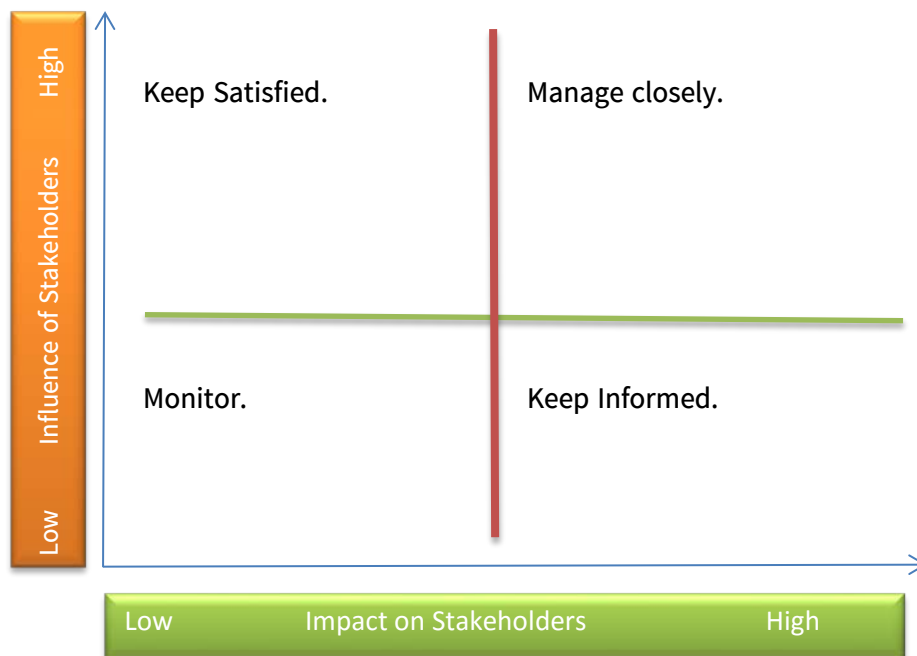 High
Influence of Stakeholders
Low
Keep Satisfied.
Manage closely.
Monitor.
Keep Informed.
Low
Impact on Stakeholders
High